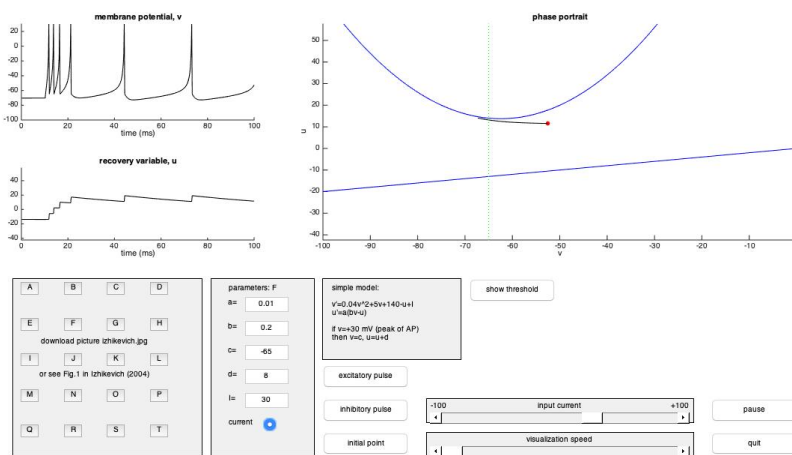 membrane potential, v
20
0
-20
-40
-60
-80
-100
0 20 40 60 80 100
time (ms)
recovery variable, u
40
20
0
-20
-40
0 20 40 60 80 100
time (ms)
phase portrait
u
50
40
30
20
10
0
-10
-20
-30
-40
-100 -90 -80 -70 -60 -50 -40 -30 -20 -10 0
v
A B C D
E F G H
download picture izhikevich.jpg
I J K L
or see Fig.1 in Izhikevich (2004)
M N O P
Q R S T
parameters: F
a= 0.01
b= 0.2
c= -65
d= 8
I= 30
current
simple model:
v'=0.04v^2+5v+140-u+I
u'=a(bv-u)
if v=+30 mV (peak of AP)
then v=c, u=u+d
show threshold
excitatory pulse
inhibitory pulse
initial point
-100 input current +100
visualization speed
pause
quit